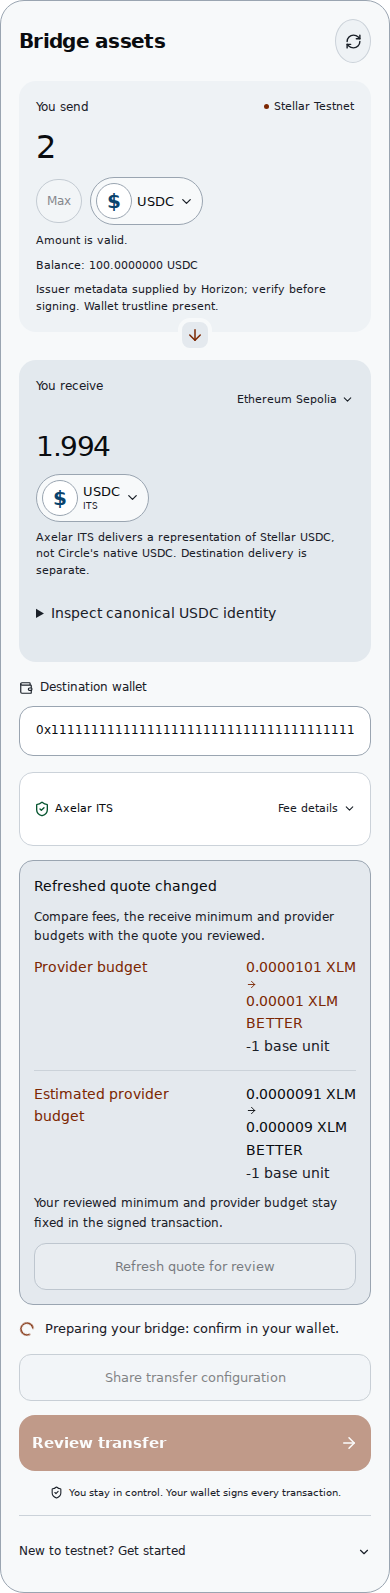 Bridge assets
You send
Stellar Testnet
2
Max
$ USDC
Amount is valid.
Balance: 100.0000000 USDC
Issuer metadata supplied by Horizon; verify before
signing. Wallet trustline present.
You receive
Ethereum Sepolia
1.994
$ USDC
ITS
Axelar ITS delivers a representation of Stellar USDC,
not Circle's native USDC. Destination delivery is
separate.
Inspect canonical USDC identity
Destination wallet
0x1111111111111111111111111111111111111111
Axelar ITS
Fee details
Refreshed quote changed
Compare fees, the receive minimum and provider
budgets with the quote you reviewed.
Provider budget
0.0000101 XLM
→
0.00001 XLM
BETTER
-1 base unit
Estimated provider
budget
0.0000091 XLM
→
0.000009 XLM
BETTER
-1 base unit
Your reviewed minimum and provider budget stay
fixed in the signed transaction.
Refresh quote for review
Preparing your bridge: confirm in your wallet.
Share transfer configuration
Review transfer
You stay in control. Your wallet signs every transaction.
New to testnet? Get started